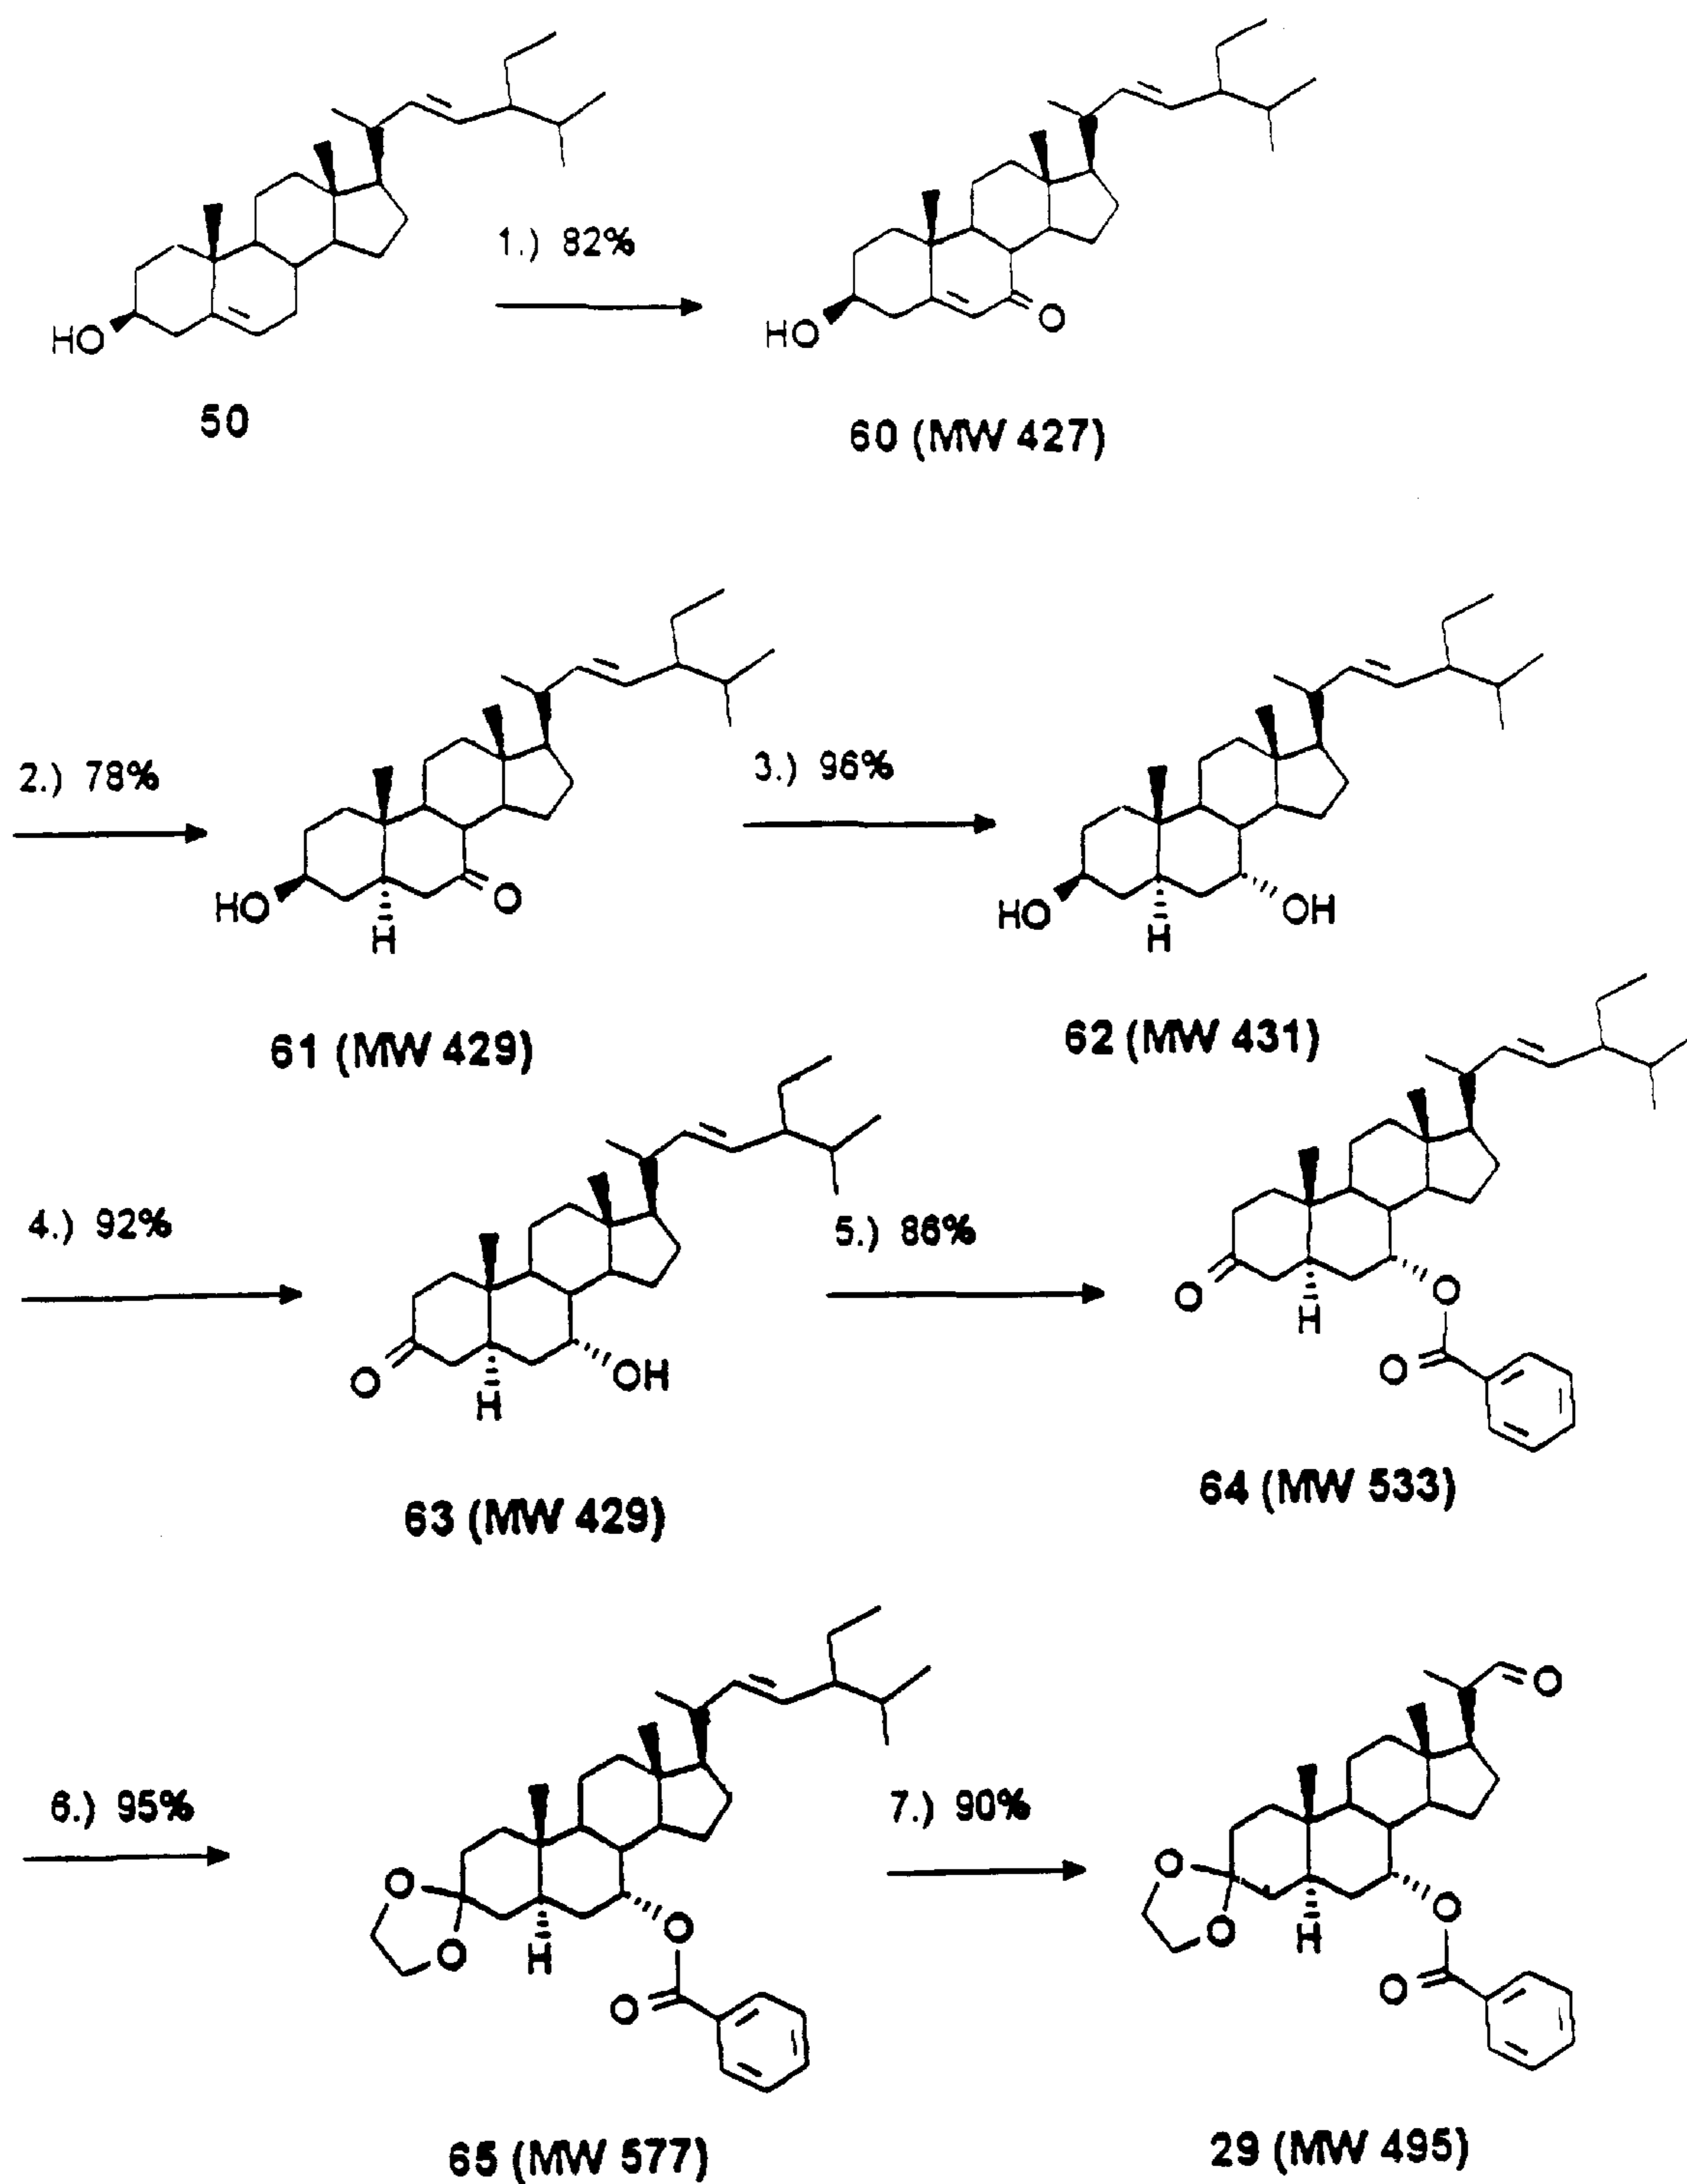 1.) 82%
HO
O
HO
50
60 (MW 427)
2.) 78%
3.) 96%
HO
O
H
HO
OH
H
61 (MW 429)
62 (MW 431)
4.) 92%
5.) 86%
O
OH
H
O
O
H
O
63 (MW 429)
64 (MW 533)
6.) 95%
7.) 90%
O
O
O
H
O
O
O
O
O
H
O
65 (MW 577)
29 (MW 495)